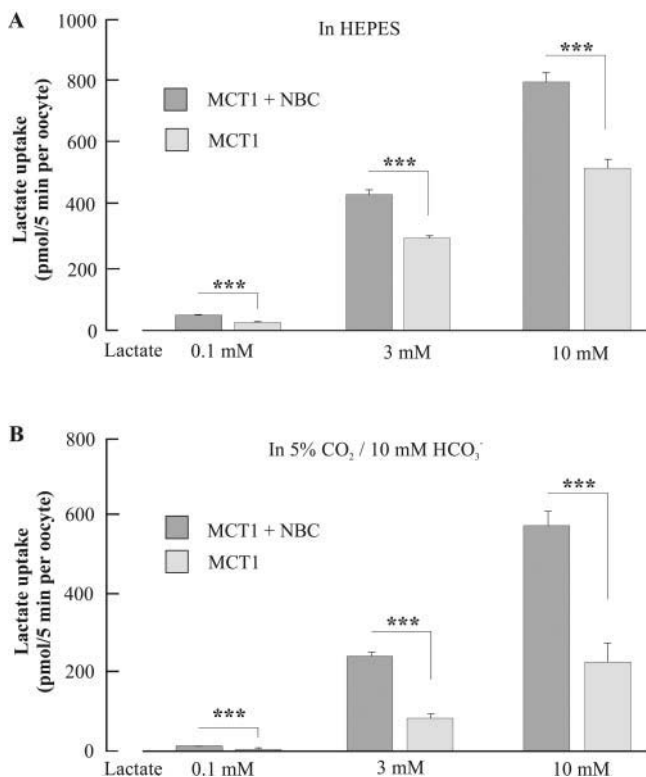 A
In HEPES
Lactate uptake
(pmol/5 min per oocyte)
1000
800
600
400
200
0
MCT1 + NBC
MCT1
***
***
***
Lactate 0.1 mM 3 mM 10 mM
B
In 5% CO₂ / 10 mM HCO₃⁻
Lactate uptake
(pmol/5 min per oocyte)
800
600
400
200
0
MCT1 + NBC
MCT1
***
***
***
Lactate 0.1 mM 3 mM 10 mM